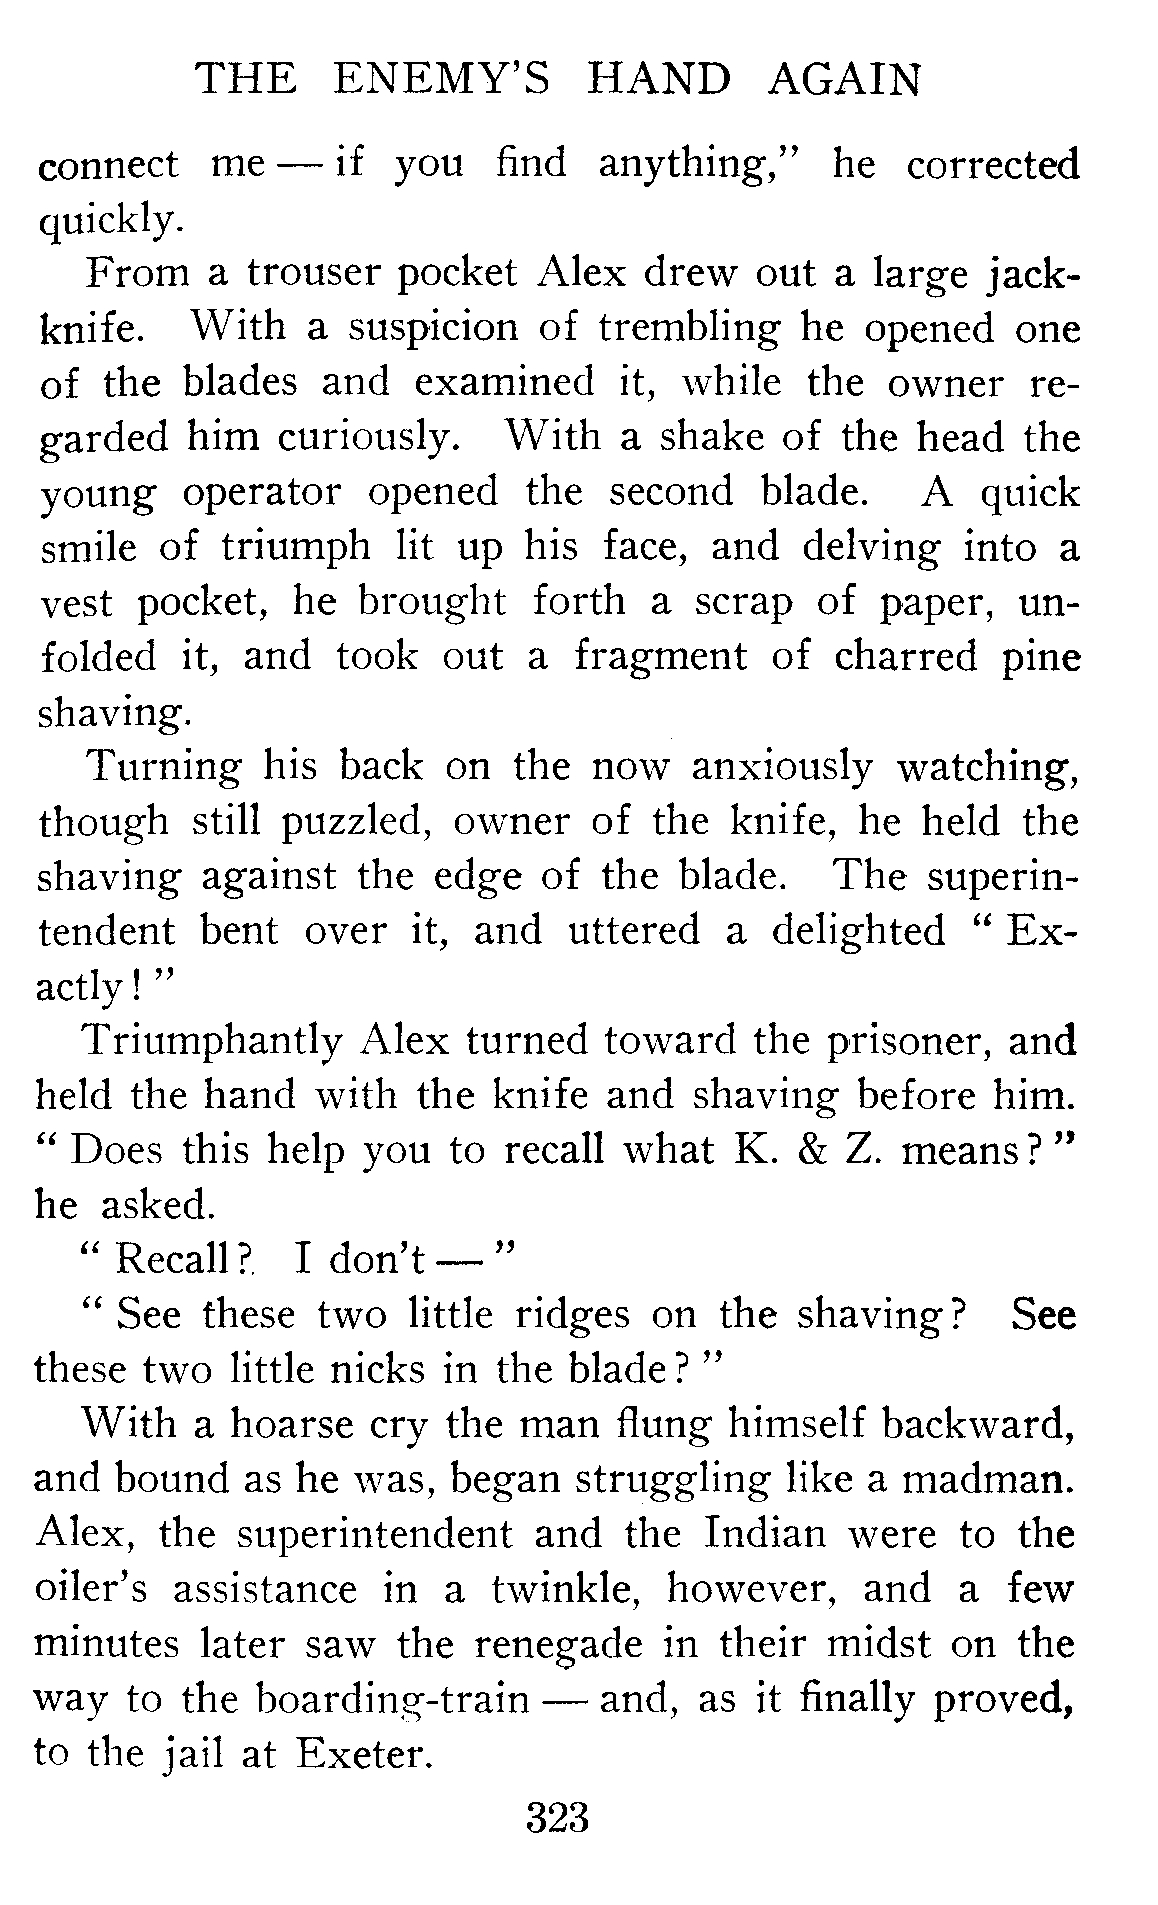 THE ENEMY'S HAND AGAIN
connect me — if you find anything," he corrected
quickly.
From a trouser pocket Alex drew out a large jack-
knife. With a suspicion of trembling he opened one
of the blades and examined it, while the owner re-
garded him curiously. With a shake of the head the
young operator opened the second blade. A quick
smile of triumph lit up his face, and delving into a
vest pocket, he brought forth a scrap of paper, un-
folded it, and took out a fragment of charred pine
shaving.
Turning his back on the now anxiously watching,
though still puzzled, owner of the knife, he held the
shaving against the edge of the blade. The superin-
tendent bent over it, and uttered a delighted " Ex-
actly! "
Triumphantly Alex turned toward the prisoner, and
held the hand with the knife and shaving before him.
" Does this help you to recall what K. & Z. means? "
he asked.
" Recall? I don't — "
" See these two little ridges on the shaving? See
these two little nicks in the blade? "
With a hoarse cry the man flung himself backward,
and bound as he was, began struggling like a madman.
Alex, the superintendent and the Indian were to the
oiler's assistance in a twinkle, however, and a few
minutes later saw the renegade in their midst on the
way to the boarding-train — and, as it finally proved,
to the jail at Exeter.
323